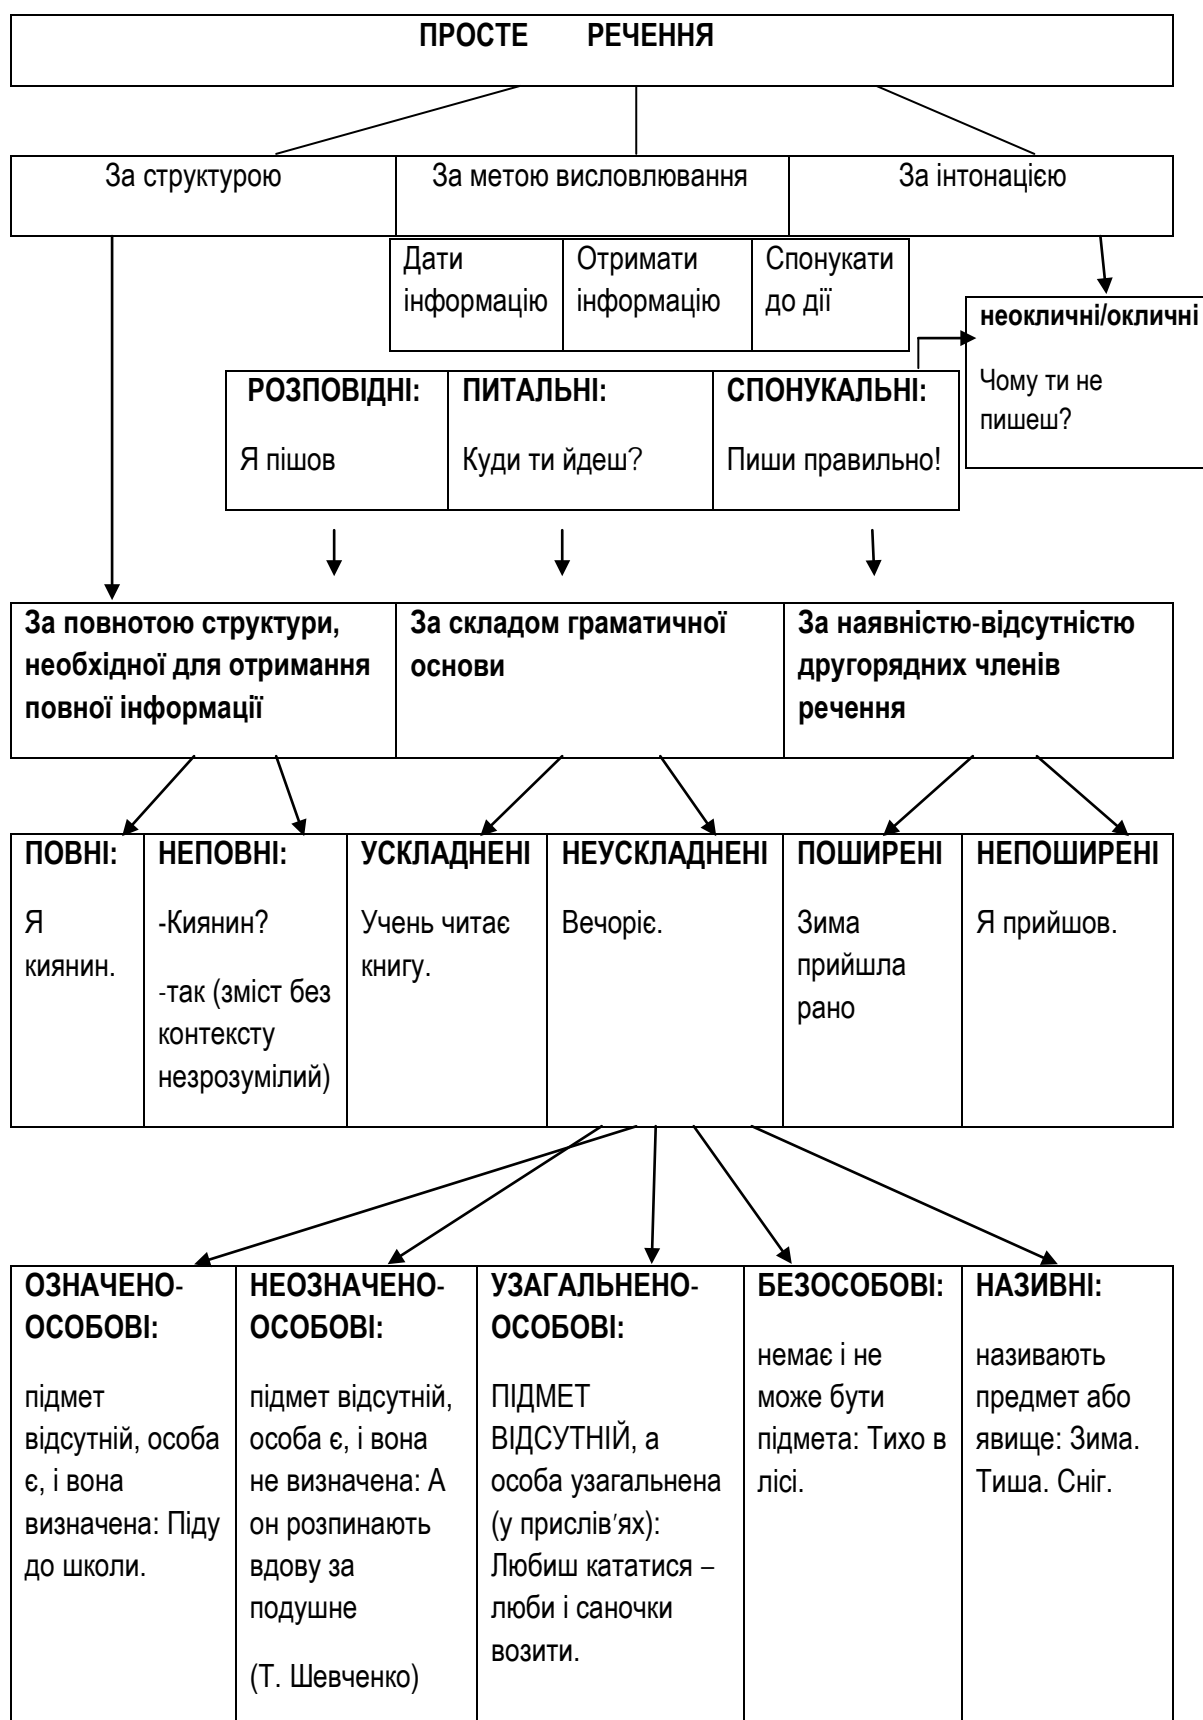 ПРОСТЕ РЕЧЕННЯ
За структурою
За метою висловлювання
За інтонацією
Дати
інформацію
Отримати
інформацію
Спонукати
до дії
неокличні/окличні
Чому ти не
пишеш?
РОЗПОВІДНІ:
Я пішов
ПИТАЛЬНІ:
Куди ти йдеш?
СПОНУКАЛЬНІ:
Пиши правильно!
За повнотою структури,
необхідної для отримання
повної інформації
За складом граматичної
основи
За наявністю-відсутністю
другорядних членів
речення
ПОВНІ:
Я
киянин.
НЕПОВНІ:
-Киянин?
-так (зміст без
контексту
незрозумілий)
УСКЛАДНЕНІ
Учень читає
книгу.
НЕУСКЛАДНЕНІ
Вечоріє.
ПОШИРЕНІ
Зима
прийшла
рано
НЕПОШИРЕНІ
Я прийшов.
ОЗНАЧЕНО-
ОСОБОВІ:
підмет
відсутній, особа
є, і вона
визначена: Піду
до школи.
НЕОЗНАЧЕНО-
ОСОБОВІ:
підмет відсутній,
особа є, і вона
не визначена: А
он розпинають
вдову за
подушне
(Т. Шевченко)
УЗАГАЛЬНЕНО-
ОСОБОВІ:
ПІДМЕТ
ВІДСУТНІЙ, а
особа узагальнена
(у прислів'ях):
Любиш кататися –
люби і саночки
возити.
БЕЗОСОБОВІ:
немає і не
може бути
підмета: Тихо в
лісі.
НАЗИВНІ:
називають
предмет або
явище: Зима.
Тиша. Сніг.